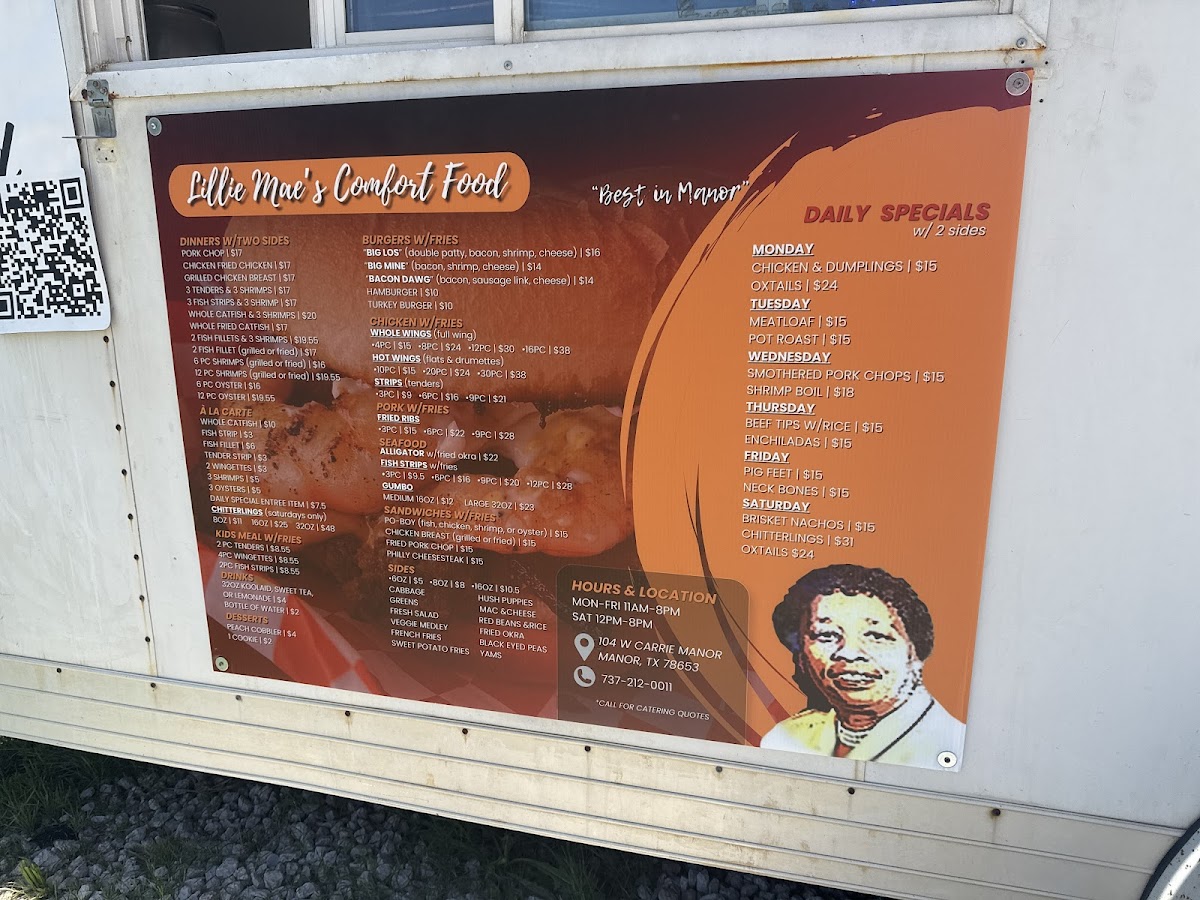 Lillie Mae's Comfort Food
"Best in Manor"
DINNERS W/TWO SIDES
PORK CHOP | $17
CHICKEN FRIED CHICKEN | $17
GRILLED CHICKEN BREAST | $17
3 TENDERS & 3 SHRIMPS | $17
3 FISH STRIPS & 3 SHRIMP | $17
WHOLE CATFISH & 3 SHRIMPS | $20
WHOLE FRIED CATFISH | $17
2 FISH FILLETS & 3 SHRIMPS | $19.55
2 FISH FILLET (grilled or fried) | $17
6 PC SHRIMPS (grilled or fried) | $16
12 PC SHRIMPS (grilled or fried) | $19.55
6 PC OYSTER | $16
12 PC OYSTER | $19.55
À LA CARTE
WHOLE CATFISH | $10
FISH STRIP | $3
FISH FILLET | $6
TENDER STRIP | $3
2 WINGETTES | $3
3 SHRIMPS | $5
3 OYSTERS | $5
DAILY SPECIAL ENTREE ITEM | $7.5
CHITTERLINGS (saturdays only)
8OZ | $11 16OZ | $25 32OZ | $48
KIDS MEAL W/FRIES
2 PC TENDERS | $8.55
4PC WINGETTES | $8.55
2PC FISH STRIPS | $8.55
DRINKS
32OZ KOOLAID, SWEET TEA,
OR LEMONADE | $4
BOTTLE OF WATER | $2
DESSERTS
PEACH COBBLER | $4
1 COOKIE | $2
BURGERS W/FRIES
"BIG LOS" (double patty, bacon, shrimp, cheese) | $16
"BIG MINE" (bacon, shrimp, cheese) | $14
"BACON DAWG" (bacon, sausage link, cheese) | $14
HAMBURGER | $10
TURKEY BURGER | $10
CHICKEN W/FRIES
WHOLE WINGS (full wing)
•4PC | $15 •8PC | $24 •12PC | $30 •16PC | $38
HOT WINGS (flats & drumettes)
•10PC | $15 •20PC | $24 •30PC | $38
STRIPS (tenders)
•3PC | $9 •6PC | $16 •9PC | $21
PORK W/FRIES
FRIED RIBS
•3PC | $15 •6PC | $22 •9PC | $28
SEAFOOD
ALLIGATOR w/fried okra | $22
FISH STRIPS w/fries
•3PC | $9.5 •6PC | $16 •9PC | $20 •12PC | $28
GUMBO
MEDIUM 16OZ | $12 LARGE 32OZ | $23
SANDWICHES W/FRIES
PO-BOY (fish, chicken, shrimp, or oyster) | $15
CHICKEN BREAST (grilled or fried) | $15
FRIED PORK CHOP | $15
PHILLY CHEESESTEAK | $15
SIDES
•6OZ | $5 •8OZ | $8 •16OZ | $10.5
CABBAGE
GREENS
FRESH SALAD
VEGGIE MEDLEY
FRENCH FRIES
SWEET POTATO FRIES
HUSH PUPPIES
MAC &CHEESE
RED BEANS &RICE
FRIED OKRA
BLACK EYED PEAS
YAMS
DAILY SPECIALS
w/ 2 sides
MONDAY
CHICKEN & DUMPLINGS | $15
OXTAILS | $24
TUESDAY
MEATLOAF | $15
POT ROAST | $15
WEDNESDAY
SMOTHERED PORK CHOPS | $15
SHRIMP BOIL | $18
THURSDAY
BEEF TIPS W/RICE | $15
ENCHILADAS | $15
FRIDAY
PIG FEET | $15
NECK BONES | $15
SATURDAY
BRISKET NACHOS | $15
CHITTERLINGS | $31
OXTAILS $24
HOURS & LOCATION
MON-FRI 11AM-8PM
SAT 12PM-8PM
104 W CARRIE MANOR
MANOR, TX 78653
737-212-0011
*CALL FOR CATERING QUOTES